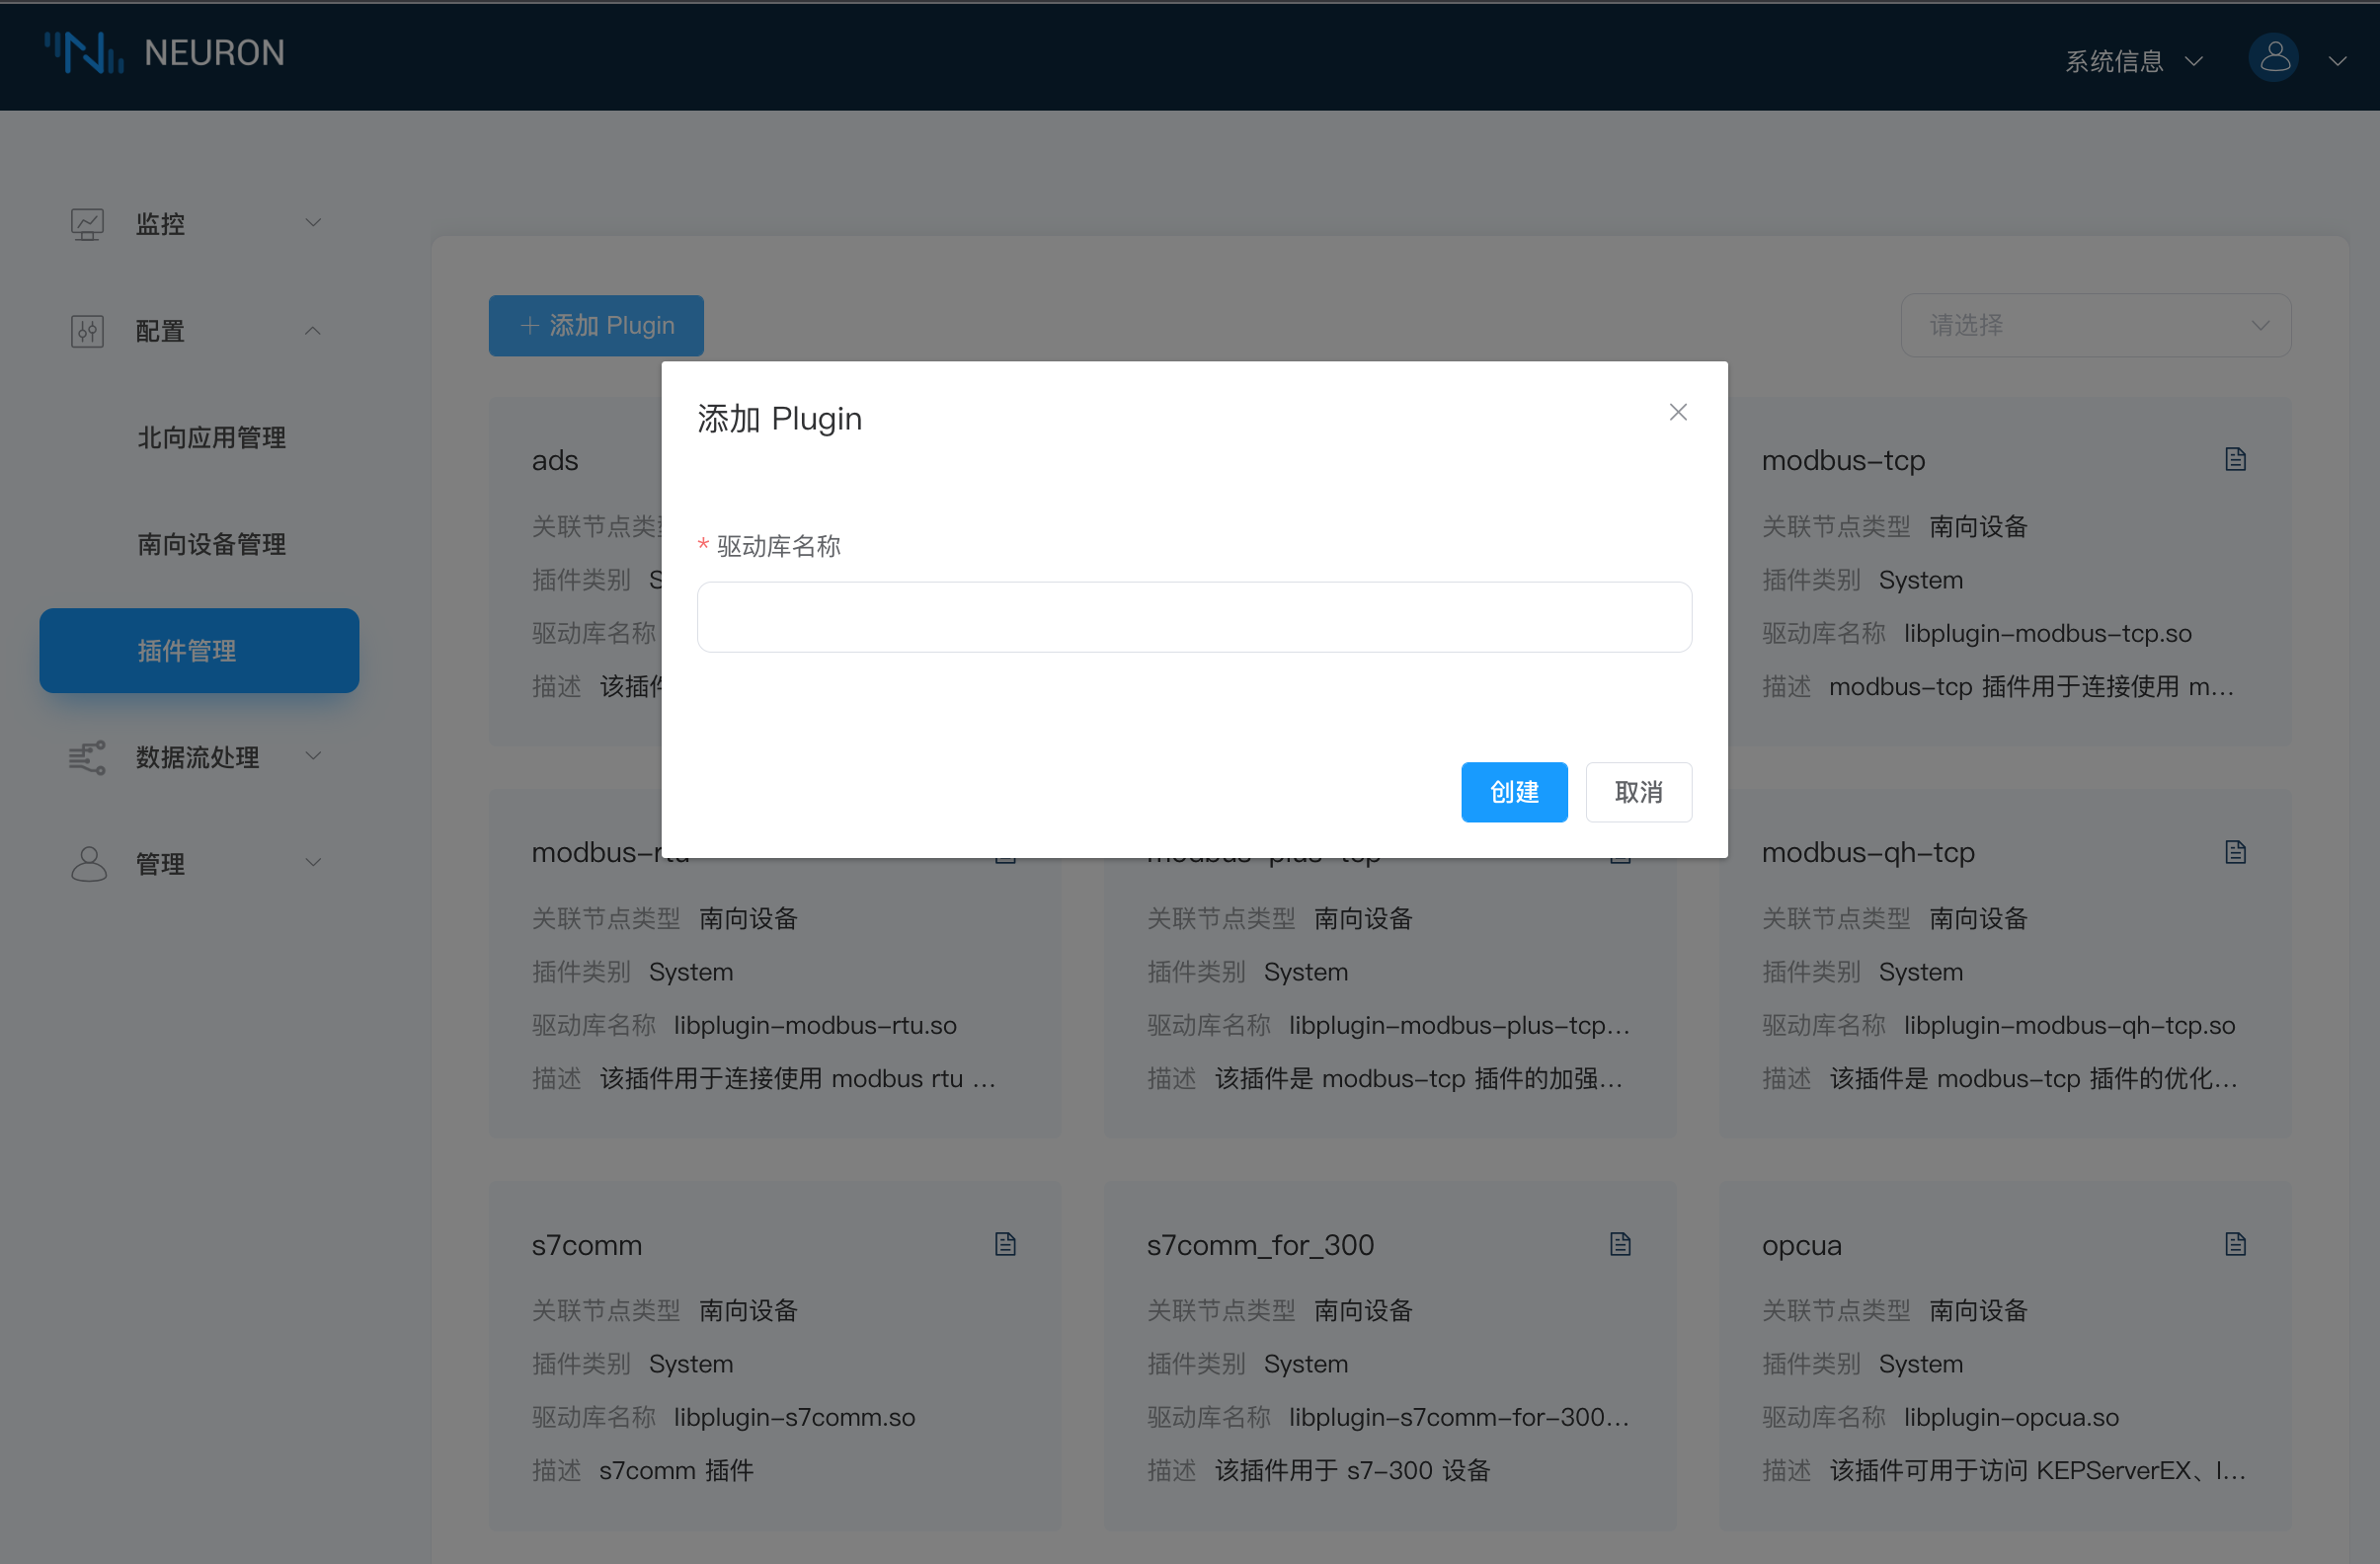 NEURON
系统信息
监控
配置
北向应用管理
南向设备管理
插件管理
数据流处理
管理
添加 Plugin
请选择
添加 Plugin
* 驱动库名称
创建
取消
ads
关联节点类
插件类别
驱动库名称
描述 该插
modbus-tcp
关联节点类型 南向设备
插件类别 System
驱动库名称 libplugin-modbus-tcp.so
描述 modbus-tcp 插件用于连接使用 m...
modbus-rtu
关联节点类型 南向设备
插件类别 System
驱动库名称 libplugin-modbus-rtu.so
描述 该插件用于连接使用 modbus rtu ...
modbus-plus-tcp
关联节点类型 南向设备
插件类别 System
驱动库名称 libplugin-modbus-plus-tcp...
描述 该插件是 modbus-tcp 插件的加强...
modbus-qh-tcp
关联节点类型 南向设备
插件类别 System
驱动库名称 libplugin-modbus-qh-tcp.so
描述 该插件是 modbus-tcp 插件的优化...
s7comm
关联节点类型 南向设备
插件类别 System
驱动库名称 libplugin-s7comm.so
描述 s7comm 插件
s7comm_for_300
关联节点类型 南向设备
插件类别 System
驱动库名称 libplugin-s7comm-for-300...
描述 该插件用于 s7-300 设备
opcua
关联节点类型 南向设备
插件类别 System
驱动库名称 libplugin-opcua.so
描述 该插件可用于访问 KEPServerEX、I...